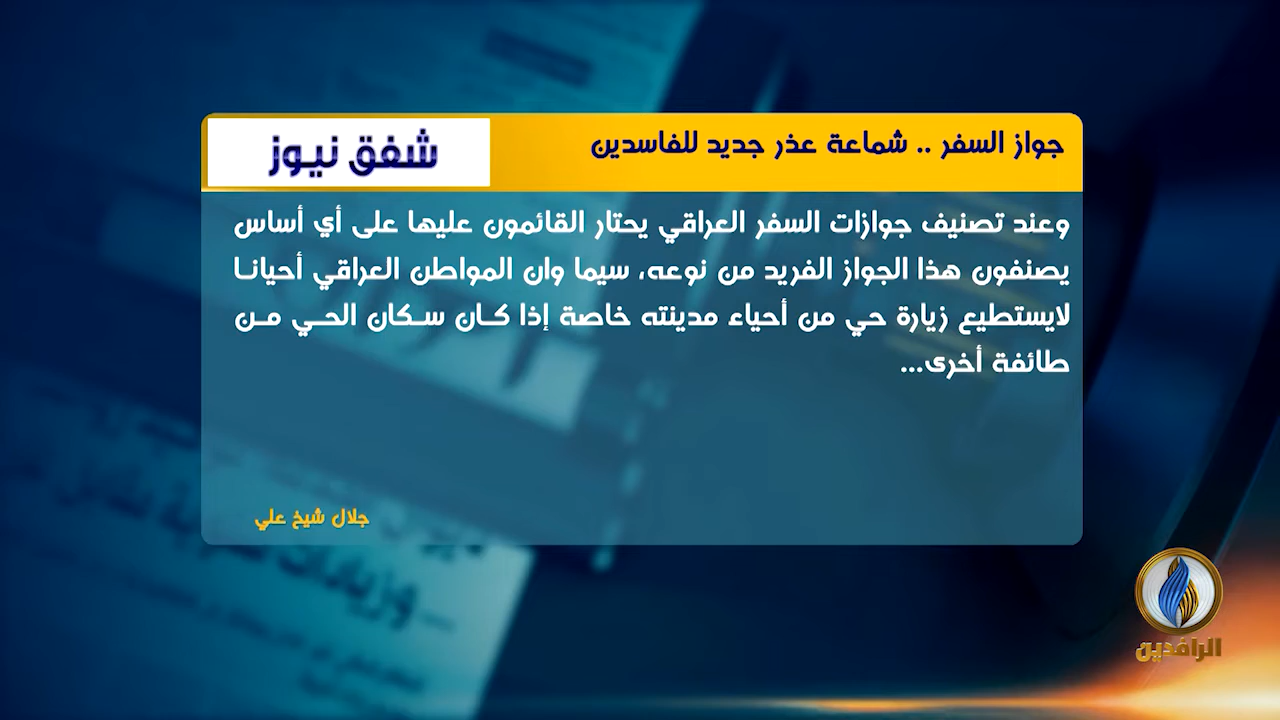 جواز السفر .. شماعة عذر جديد للفاسدين
شفق نيوز
وعند تصنيف جوازات السفر العراقي يحتار القائمون عليها على أي أساس
يصنفون هذا الجواز الفريد من نوعه، سيما وان المواطن العراقي أحيانا
لايستطيع زيارة حي من أحياء مدينته خاصة إذا كان سكان الحي من
طائفة أخرى...
جلال شيخ علي
الرافدين
وزيادات